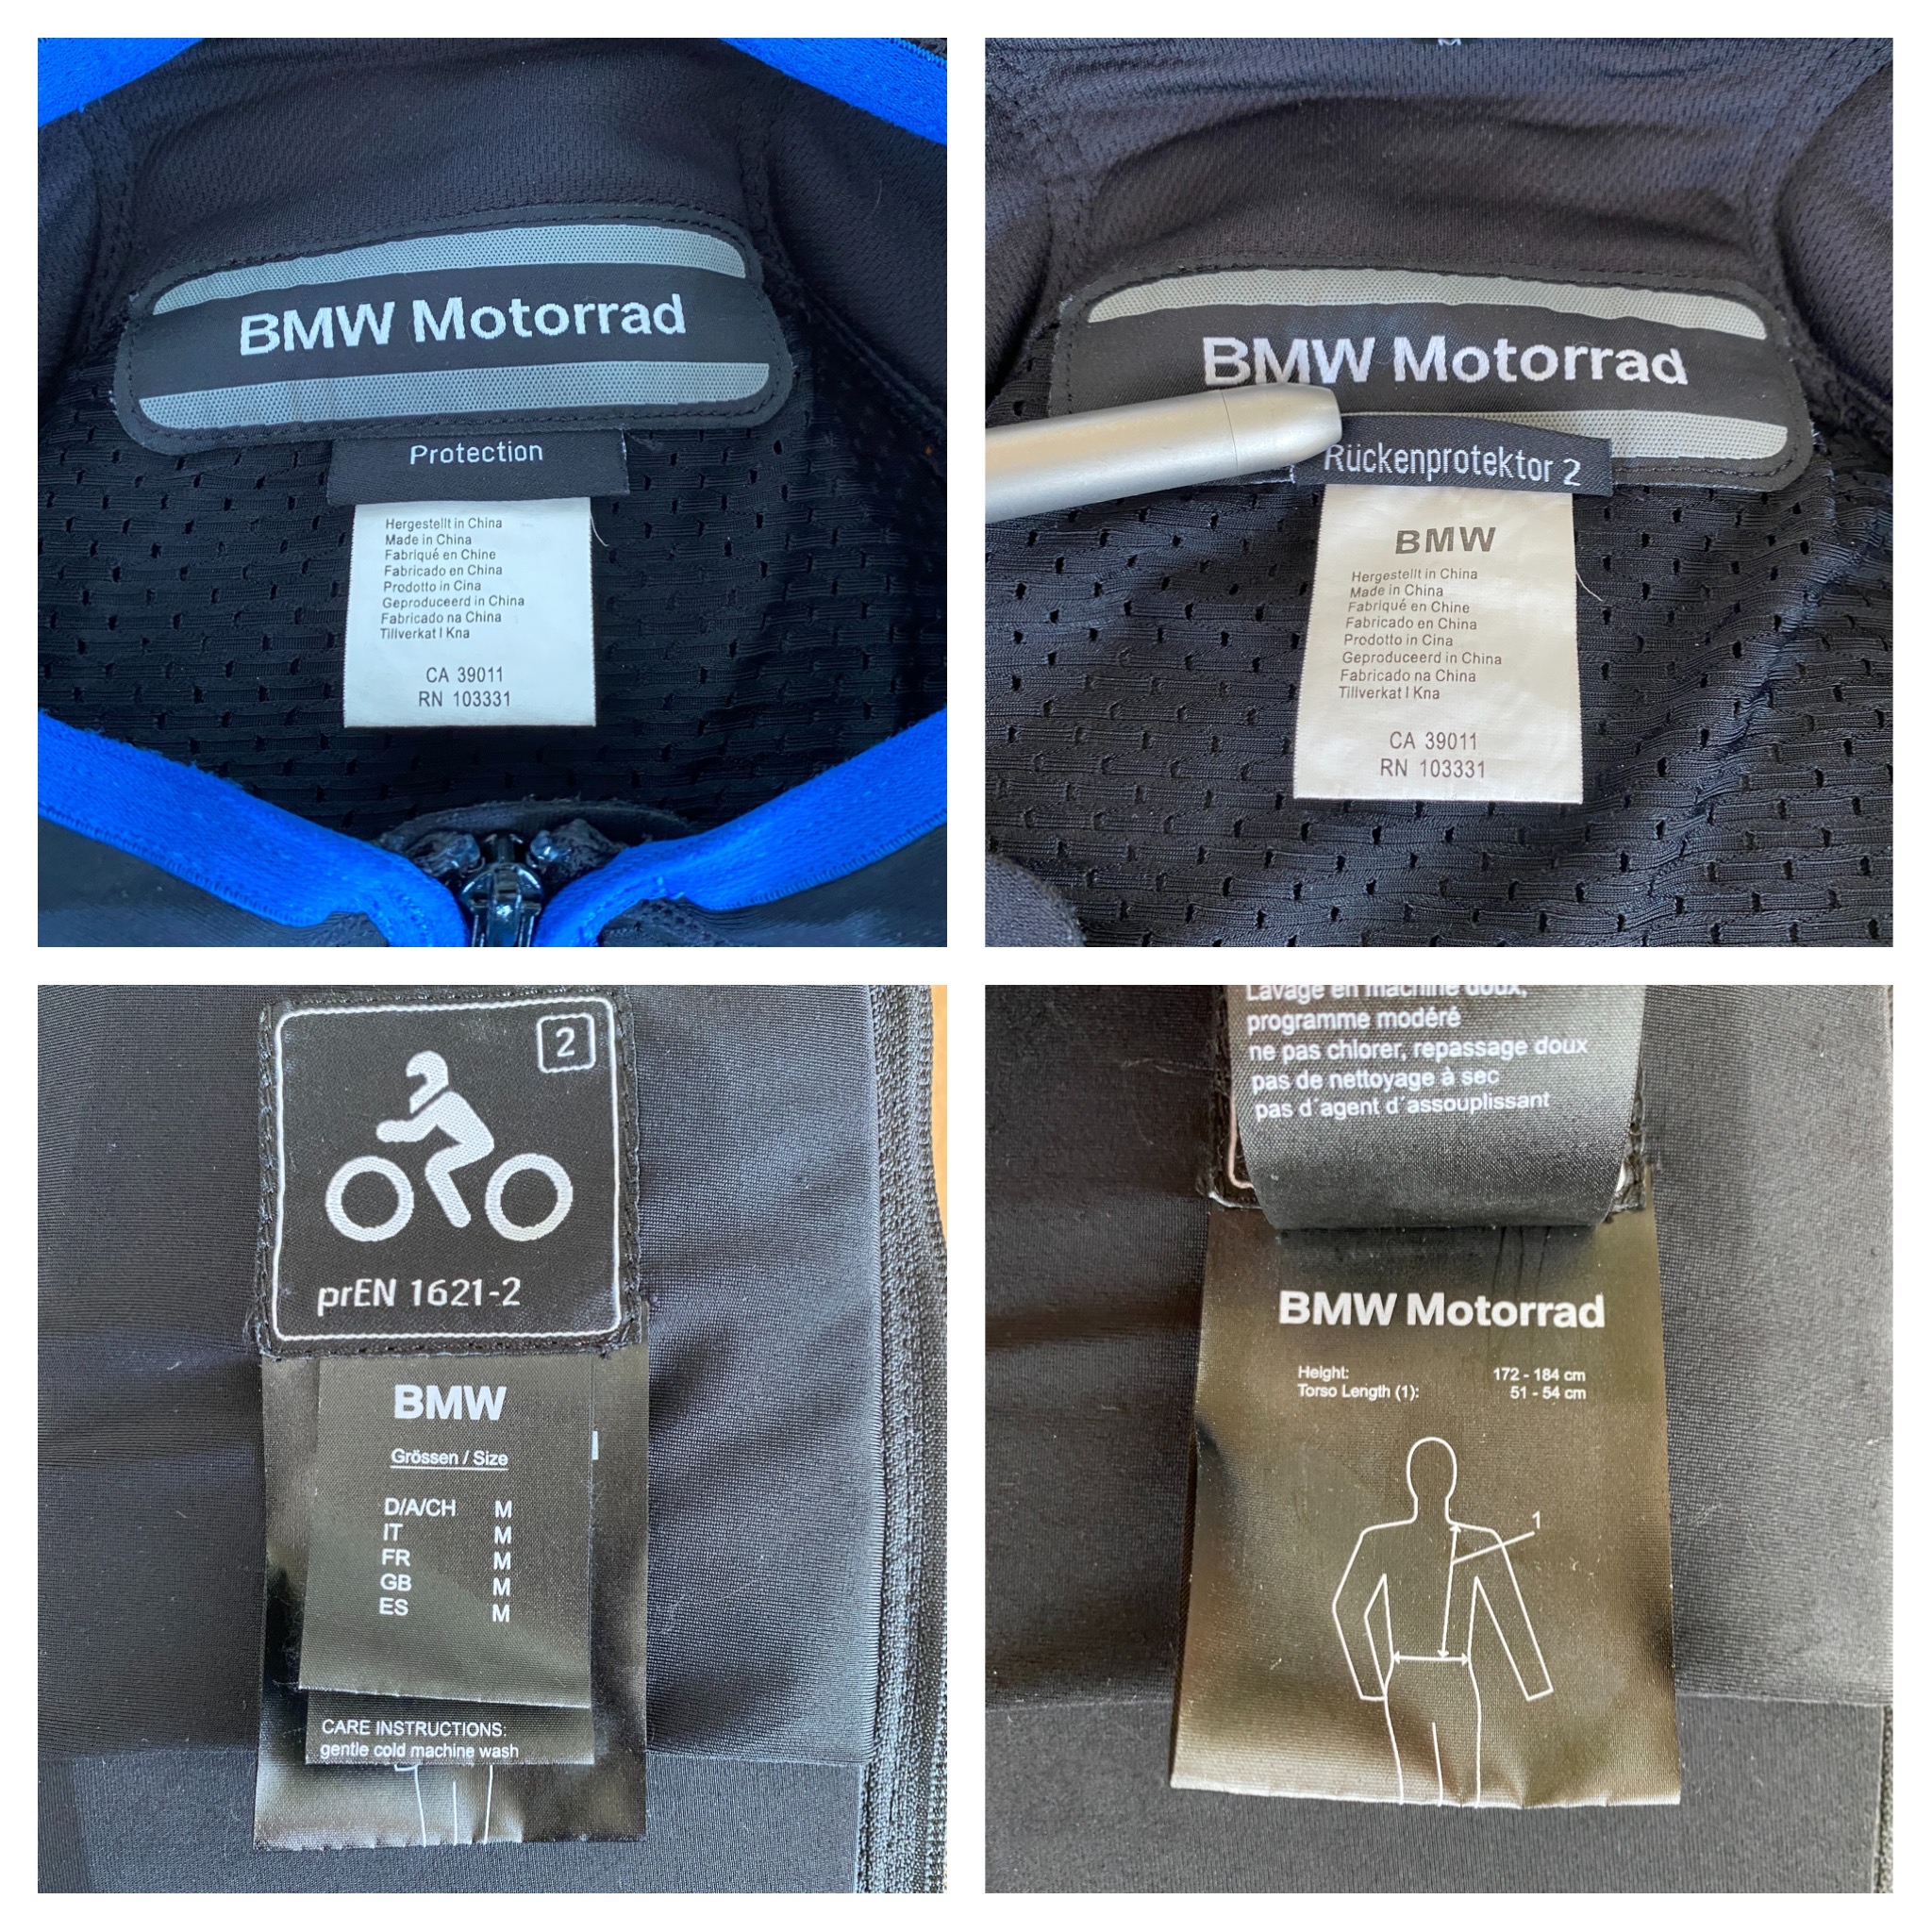 BMW Motorrad
Protection
Hergestellt in China
Made in China
Fabriqué en Chine
Fabricado en China
Prodotto in Cina
Geproduceerd in China
Fabricado na China
Tillverkat I Kna
CA 39011
RN 103331
BMW Motorrad
Rückenprotektor 2
BMW
Hergestellt in China
Made in China
Fabriqué en Chine
Fabricado en China
Prodotto in Cina
Geproduceerd in China
Fabricado na China
Tillverkat I Kna
CA 39011
RN 103331
2
prEN 1621-2
BMW
Grössen / Size
D/A/CH M
IT M
FR M
GB M
ES M
CARE INSTRUCTIONS:
gentle cold machine wash
Lavage en machine doux,
programme modéré
ne pas chlorer, repassage doux
pas de nettoyage à sec
pas d´agent d´assouplissant
BMW Motorrad
Height: 172 - 184 cm
Torso Length (1): 51 - 54 cm
1